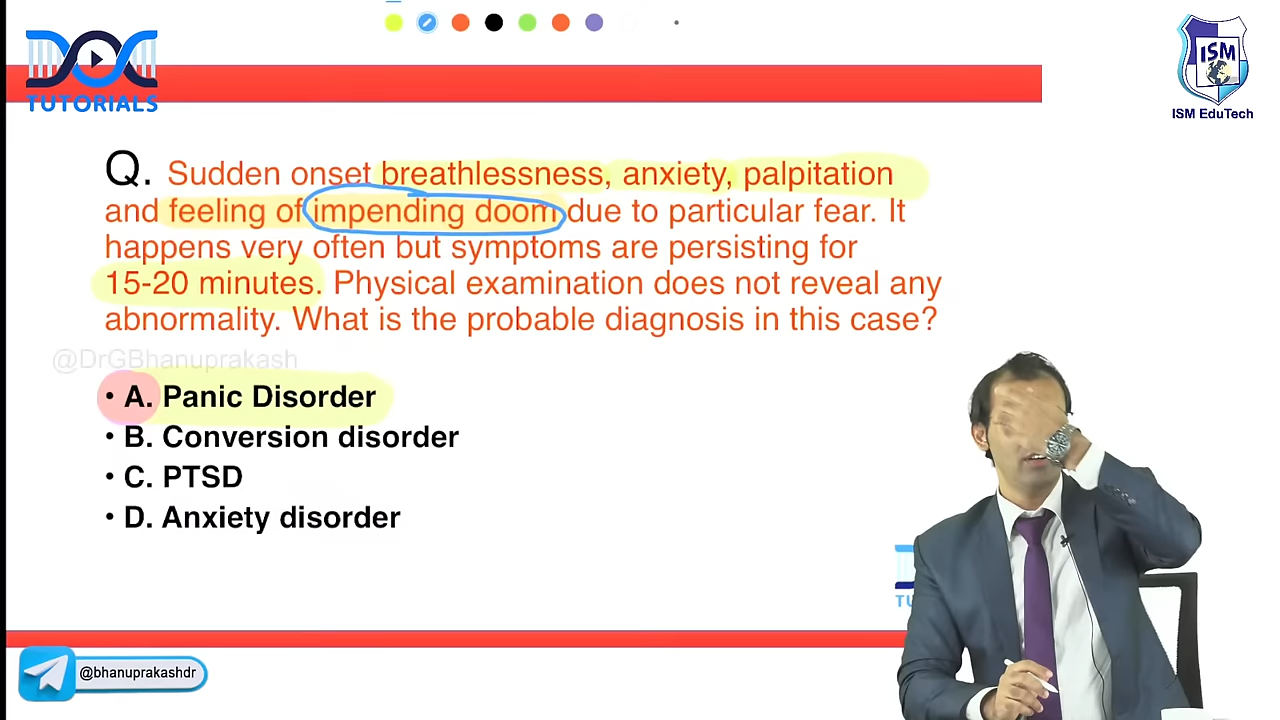 TUTORIALS
ISM
ISM EduTech
Q. Sudden onset breathlessness, anxiety, palpitation
and feeling of impending doom due to particular fear. It
happens very often but symptoms are persisting for
15-20 minutes. Physical examination does not reveal any
abnormality. What is the probable diagnosis in this case?
@DrGBhanuprakash
• A. Panic Disorder
• B. Conversion disorder
• C. PTSD
• D. Anxiety disorder
TU
@bhanuprakashdr